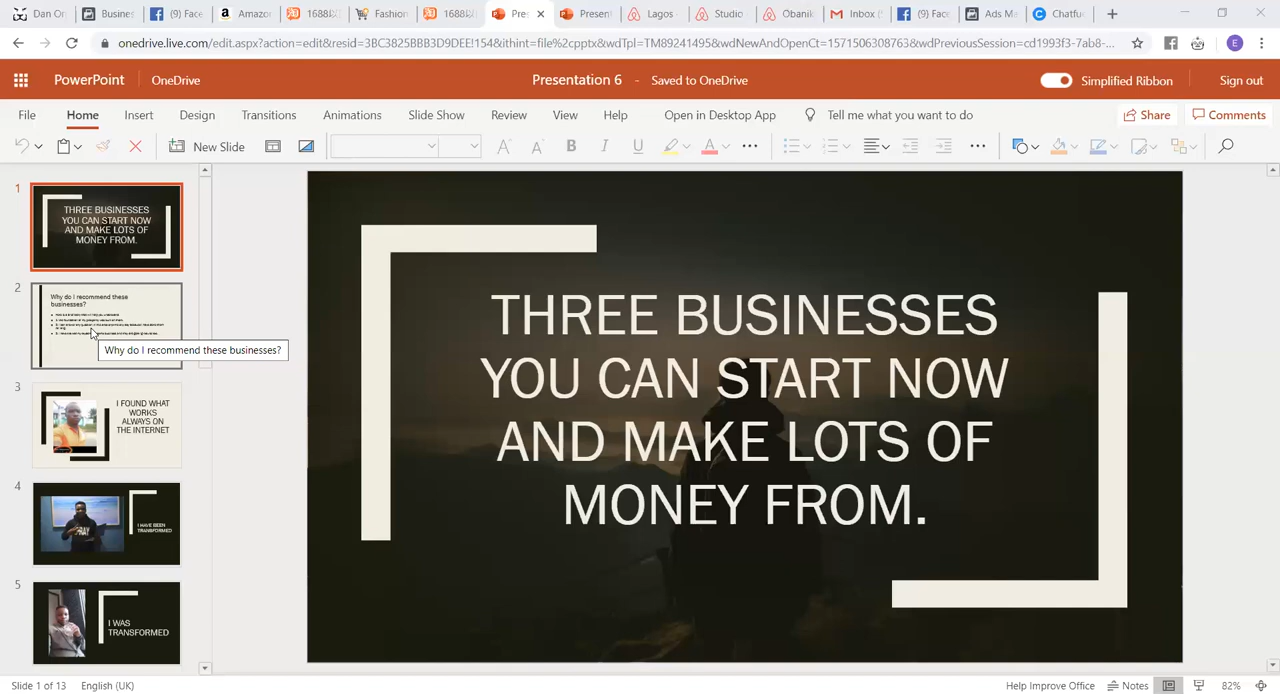 Dan Or
Busines
(9) Face
Amazo
Fashion
Pres
Present
Lagos
Studio
Obanik
Inbox (
(9) Face
Ads Ma
Chatfu
onedrive.live.com/edit.aspx?action=edit&resid=3BC3825BBB3D9DEE!154&ithint=file%2cpptx&wdTpl=TM89241495&wdNewAndOpenCt=1571506308763&wdPreviousSession=cd1993f3-7ab8-...
E
PowerPoint
OneDrive
Presentation 6 - Saved to OneDrive
Simplified Ribbon
Sign out
File Home Insert Design Transitions Animations Slide Show Review View Help Open in Desktop App Tell me what you want to do Share Comments
New Slide
1
THREE BUSINESSES
YOU CAN START NOW
AND MAKE LOTS OF
MONEY FROM.
2
Why do I recommend these
businesses?
Why do I recommend these businesses?
3
I FOUND WHAT
WORKS
ALWAYS ON
THE INTERNET
4
I HAVE BEEN
TRANSFORMED
5
I WAS
TRANSFORMED
THREE BUSINESSES
YOU CAN START NOW
AND MAKE LOTS OF
MONEY FROM.
Slide 1 of 13 English (UK)
Help Improve Office Notes 82%